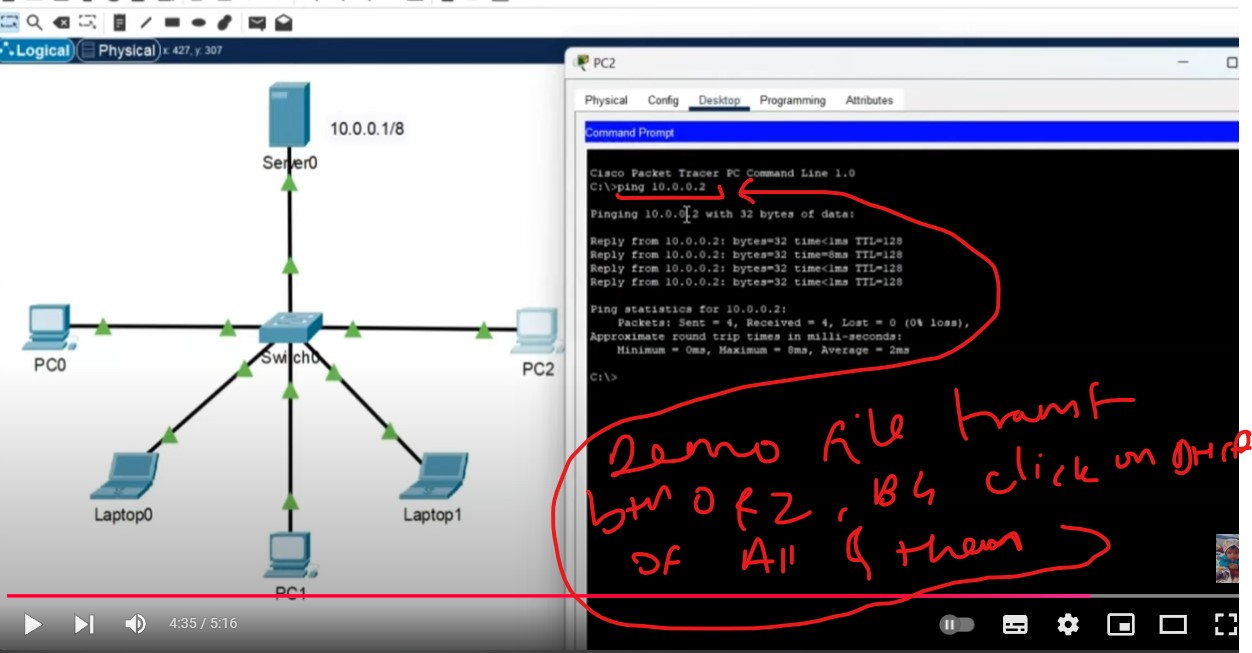 Logical Physical x: 427, y: 307
PC2
Physical Config Desktop Programming Attributes
Command Prompt
10.0.0.1/8
Server0
PC0
Switch0
PC2
Laptop0
Laptop1
PC1
Cisco Packet Tracer PC Command Line 1.0
C:\>ping 10.0.0.2
Pinging 10.0.0.2 with 32 bytes of data:
Reply from 10.0.0.2: bytes=32 time<1ms TTL=128
Reply from 10.0.0.2: bytes=32 time=8ms TTL=128
Reply from 10.0.0.2: bytes=32 time<1ms TTL=128
Reply from 10.0.0.2: bytes=32 time<1ms TTL=128
Ping statistics for 10.0.0.2:
Packets: Sent = 4, Received = 4, Lost = 0 (0% loss),
Approximate round trip times in milli-seconds:
Minimum = 0ms, Maximum = 8ms, Average = 2ms
C:\>
Demo file transf
btn 0 & 2, B4 click on DHCP
OF All them
4:35 / 5:16